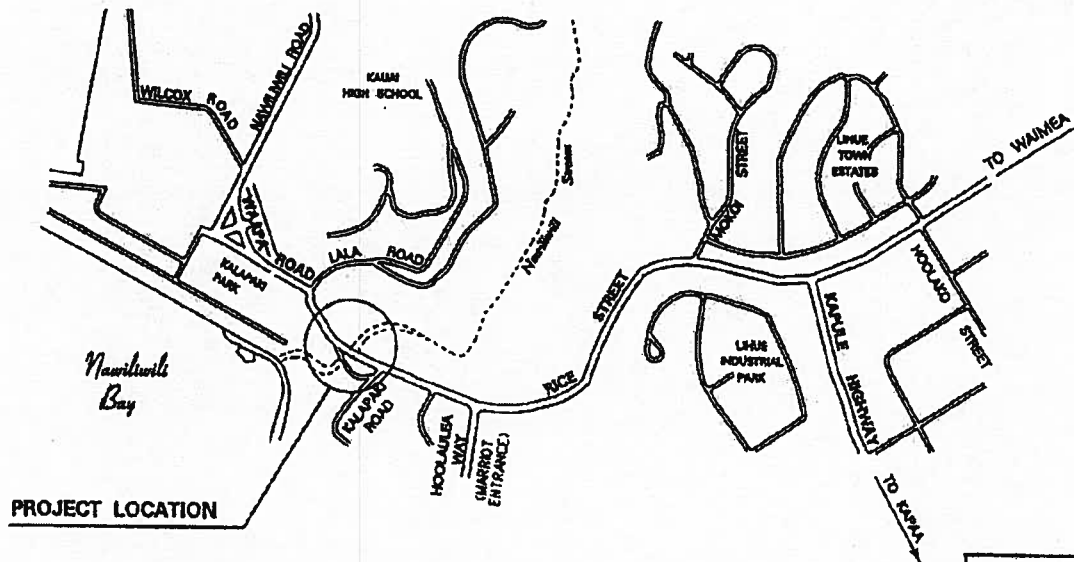 WILCOX
ROAD
NAWILIWILI ROAD
KAUAI
HIGH SCHOOL
WALAPA
ROAD
LALA ROAD
KALAPAKI
PARK
Nawiliwili
Stream
Nawiliwili
Bay
KALAPAKI
ROAD
HOOLAULEA
WAY
(MARRIOT
ENTRANCE)
RICE STREET
MOKOI
STREET
LIHUE
TOWN
ESTATES
TO WAIMEA
LIHUE
INDUSTRIAL
PARK
KAPULE
HIGHWAY
HOOLAKO
STREET
TO KAPAA
PROJECT LOCATION